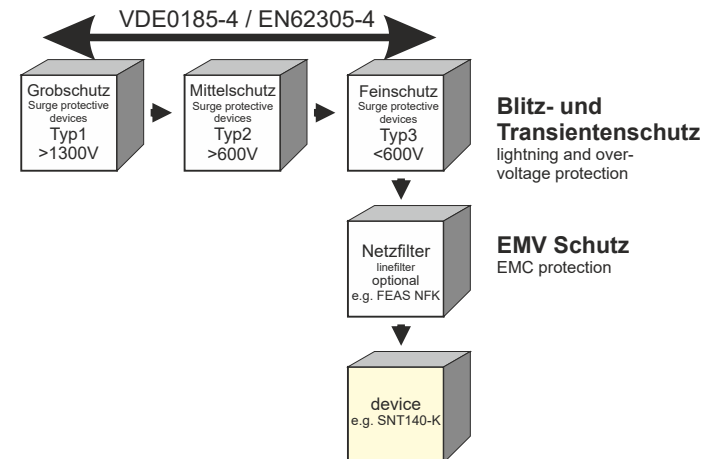 VDE0185-4 / EN62305-4
Grobschutz
Surge protective
devices
Typ1
>1300V
Mittelschutz
Surge protective
devices
Typ2
>600V
Feinschutz
Surge protective
devices
Typ3
<600V
Blitz- und
Transientenschutz
lightning and over-
voltage protection
Netzfilter
linefilter
optional
e.g. FEAS NFK
EMV Schutz
EMC protection
device
e.g. SNT140-K